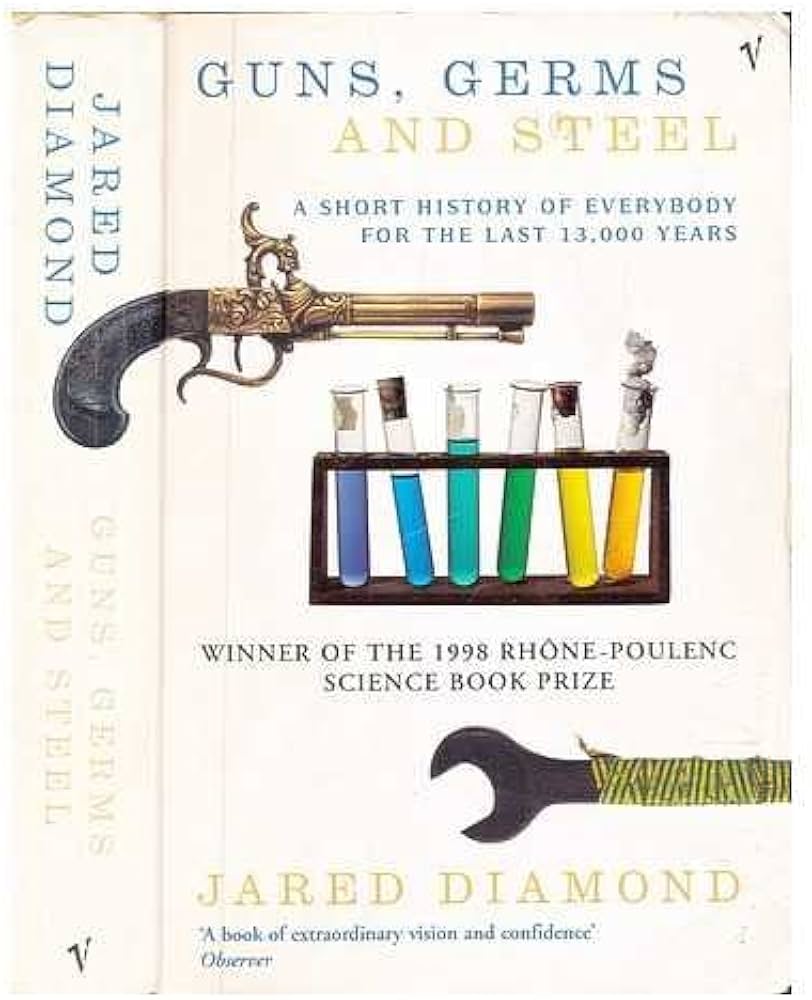 JARED
DIAMOND
GUNS, GERMS
AND STEEL
V
GUNS, GERMS
AND STEEL
V
A SHORT HISTORY OF EVERYBODY
FOR THE LAST 13,000 YEARS
WINNER OF THE 1998 RHÔNE-POULENC
SCIENCE BOOK PRIZE
JARED DIAMOND
'A book of extraordinary vision and confidence'
Observer